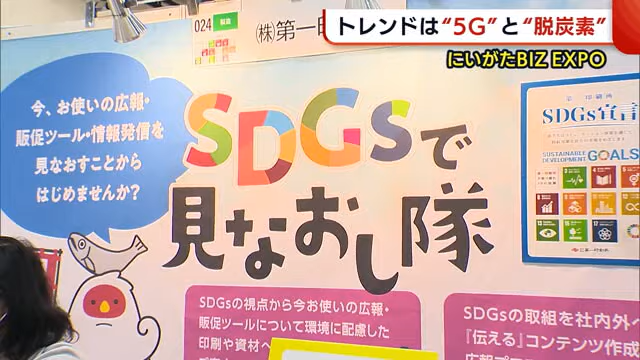 トレンドは“5G”と“脱炭素”
にいがたBIZ EXPO
024
製造
㈱第一
今、お使いの広報・
販促ツール・情報発信を
見なおすことから
はじめませんか?
SDGsで
見なおし隊
SDGs宣言
SUSTAINABLE
DEVELOPMENT GOALS
SDGsの視点から今お使いの広報・
販促ツールについて環境に配慮した
印刷や資材へ
SDGsの取組を社内外へ
『伝える』コンテンツ作成